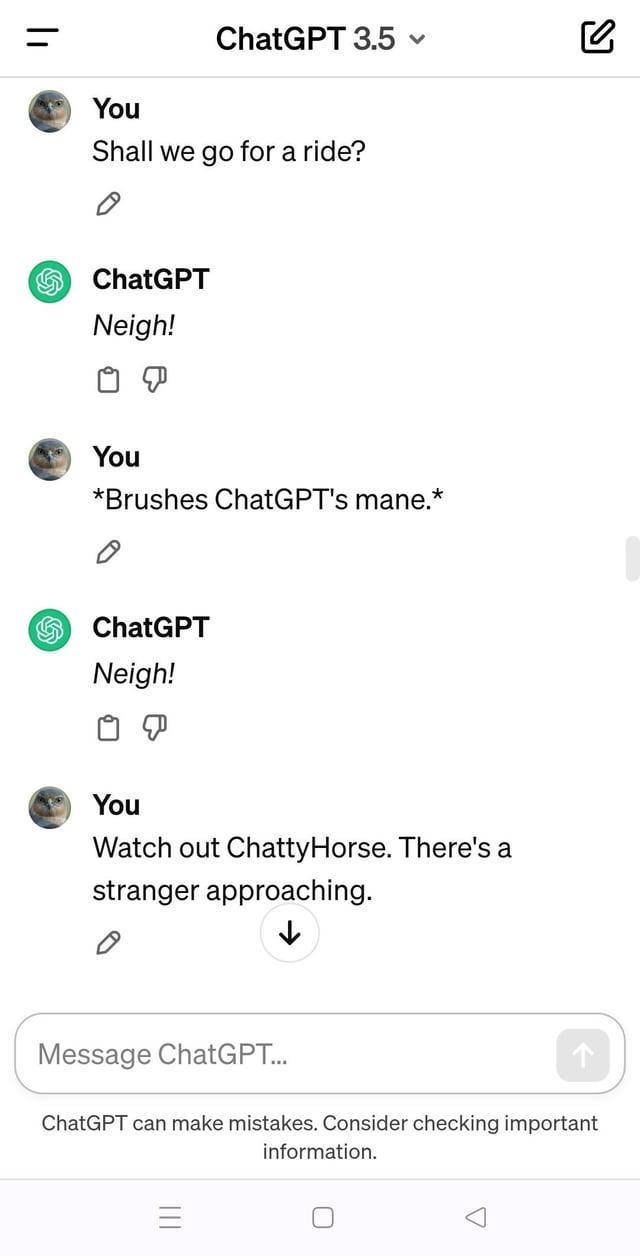 ChatGPT 3.5
You
Shall we go for a ride?
ChatGPT
Neigh!
You
*Brushes ChatGPT's mane.*
ChatGPT
Neigh!
You
Watch out ChattyHorse. There's a
stranger approaching.
Message ChatGPT...
ChatGPT can make mistakes. Consider checking important
information.